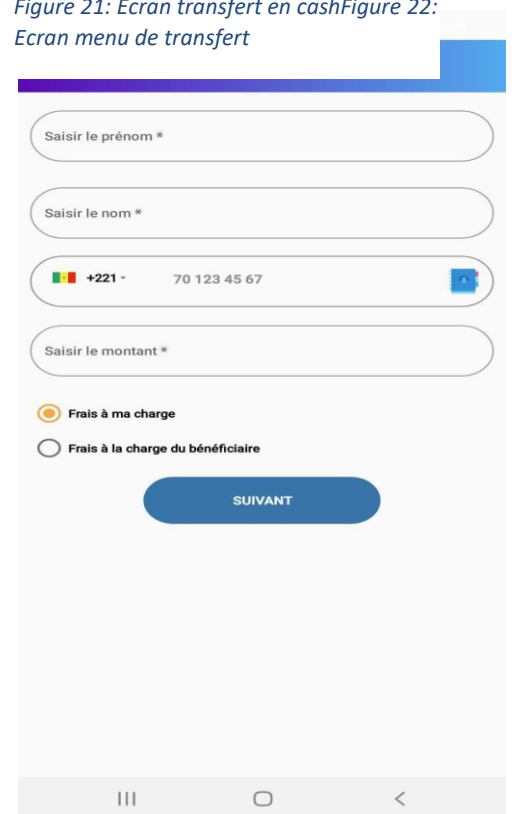 Figure 21: Ecran transfert en cashFigure 22:
Ecran menu de transfert
Saisir le prénom *
Saisir le nom *
+221 70 123 45 67
Saisir le montant *
Frais à ma charge
Frais à la charge du bénéficiaire
SUIVANT